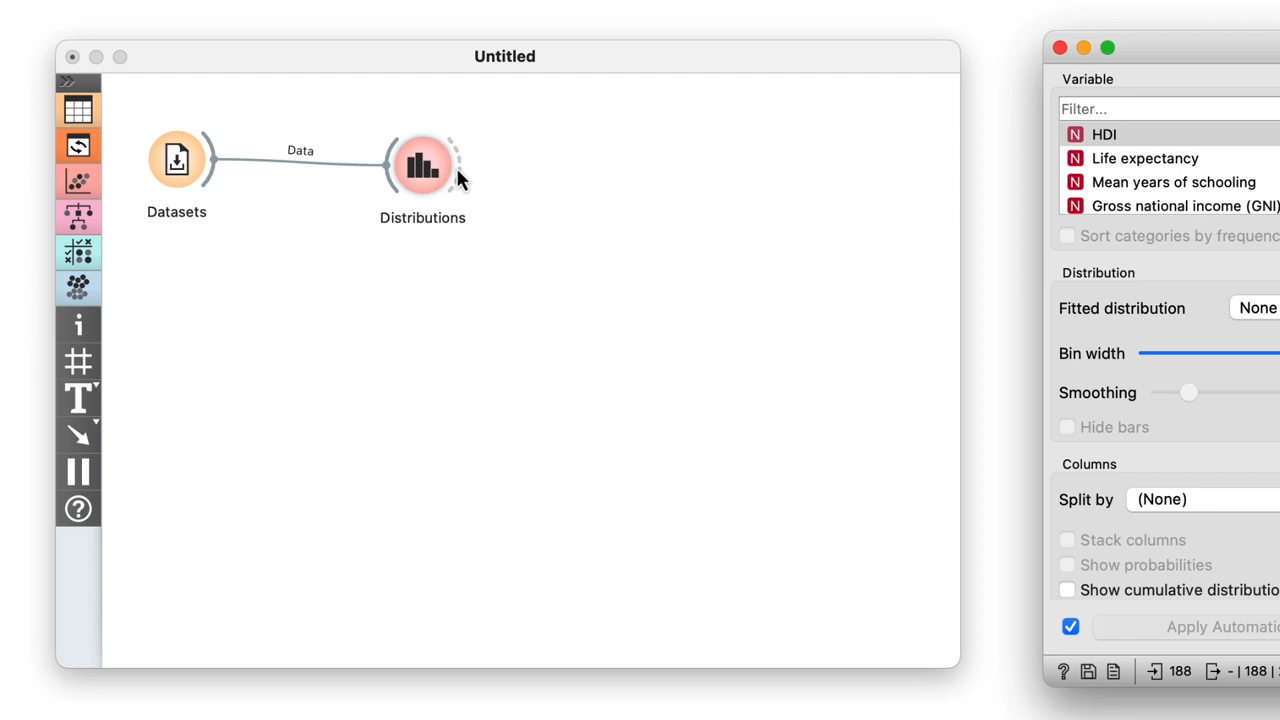 Untitled
Data
Datasets
Distributions
Variable
Filter...
N HDI
N Life expectancy
N Mean years of schooling
N Gross national income (GNI)
Sort categories by frequenc
Distribution
Fitted distribution None
Bin width
Smoothing
Hide bars
Columns
Split by (None)
Stack columns
Show probabilities
Show cumulative distributio
Apply Automatic
? 188 - | 188 |